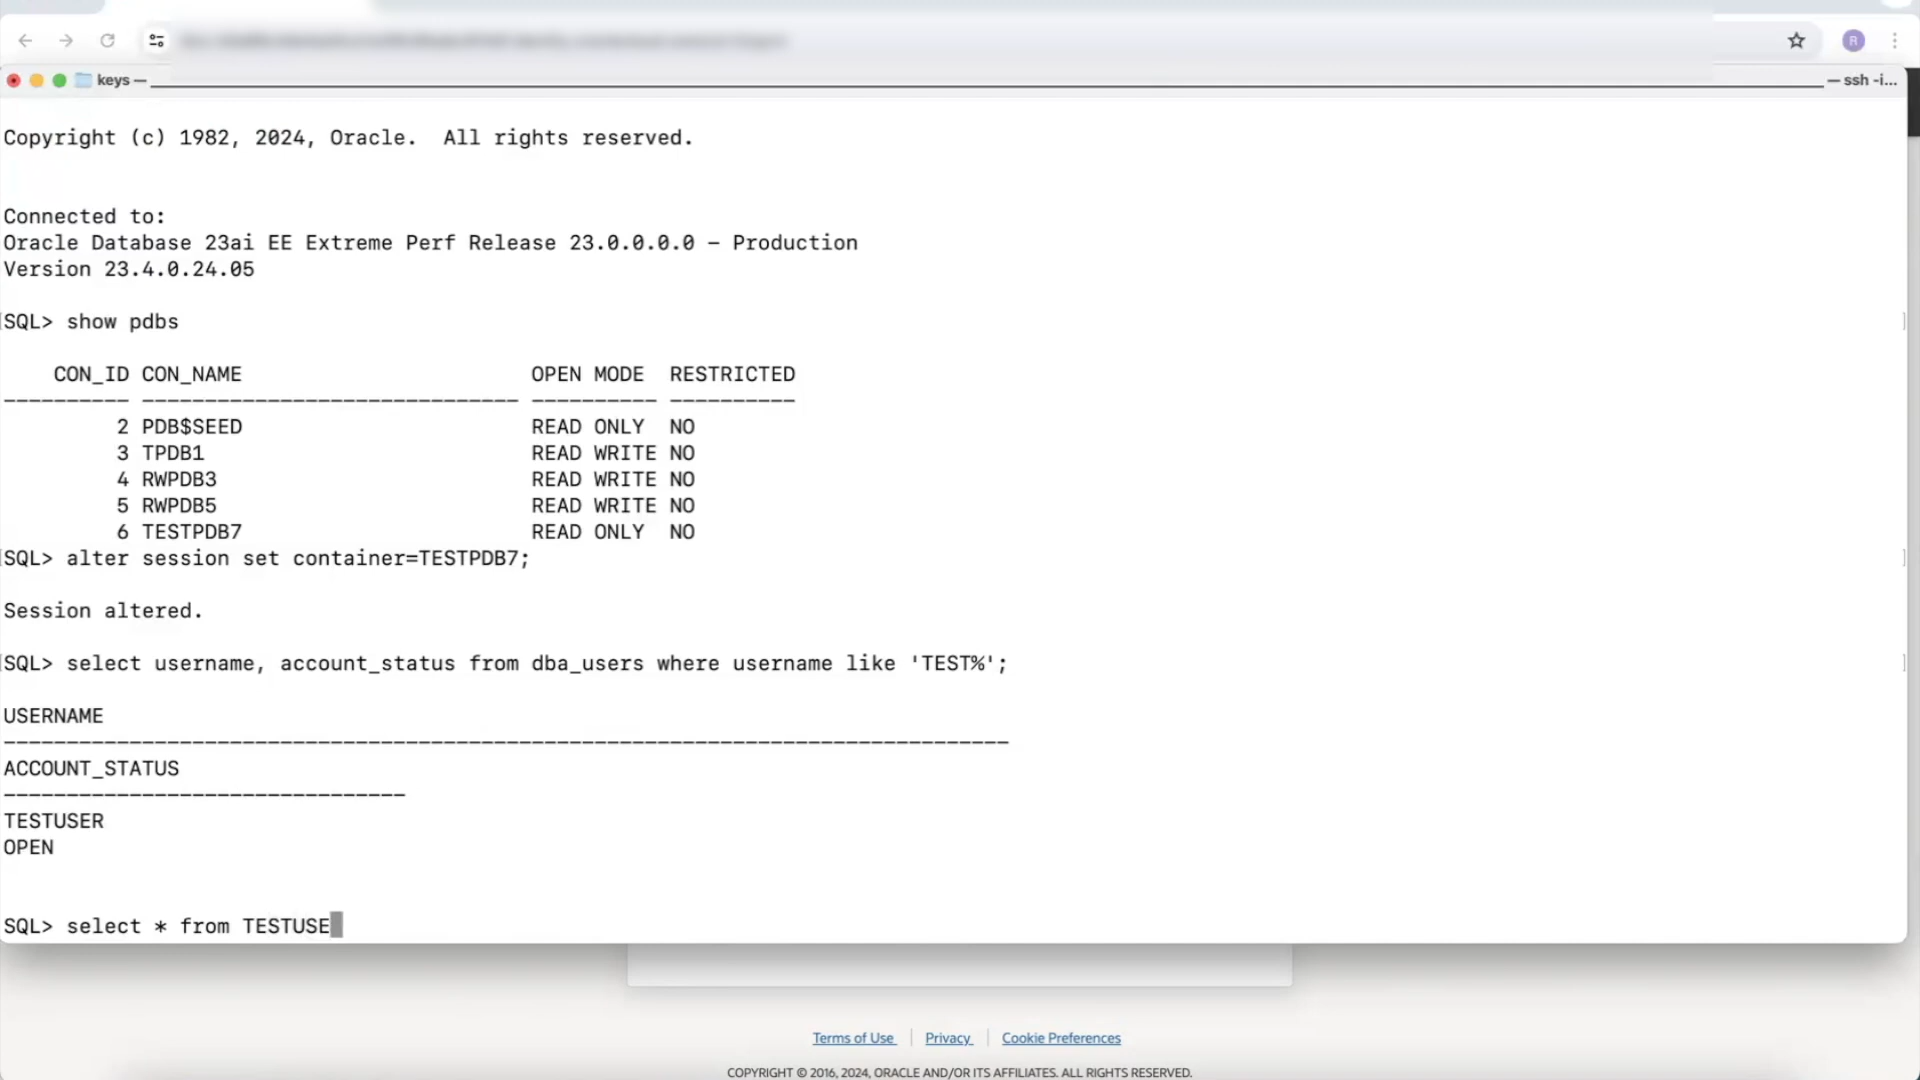 R
keys —
— ssh -i...
Copyright (c) 1982, 2024, Oracle.  All rights reserved.
Connected to:
Oracle Database 23ai EE Extreme Perf Release 23.0.0.0.0 – Production
Version 23.4.0.24.05
SQL> show pdbs
CON_ID CON_NAME                       OPEN MODE  RESTRICTED
---------- ------------------------------ ---------- ----------
2 PDB$SEED                       READ ONLY  NO
3 TPDB1                          READ WRITE NO
4 RWPDB3                         READ WRITE NO
5 RWPDB5                         READ WRITE NO
6 TESTPDB7                       READ ONLY  NO
SQL> alter session set container=TESTPDB7;
Session altered.
SQL> select username, account_status from dba_users where username like 'TEST%';
USERNAME
--------------------------------------------------------------------------------
ACCOUNT_STATUS
--------------------------------
TESTUSER
OPEN
SQL> select * from TESTUSE
Terms of Use | Privacy | Cookie Preferences
COPYRIGHT © 2016, 2024, ORACLE AND/OR ITS AFFILIATES. ALL RIGHTS RESERVED.